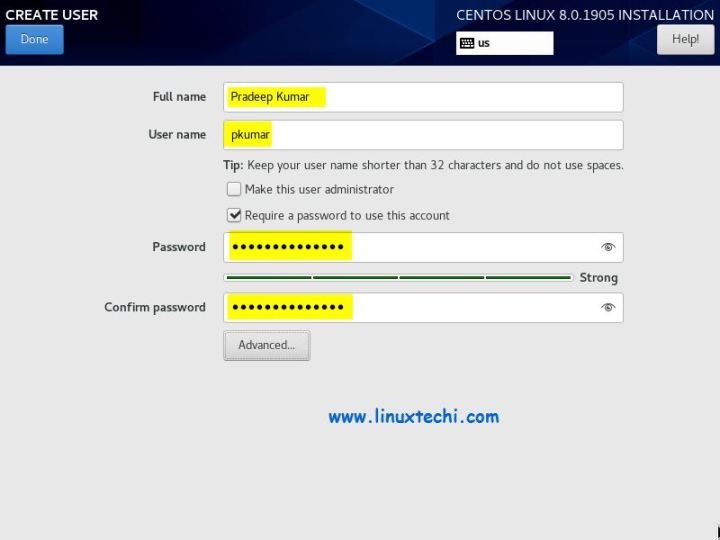 CREATE USER
CENTOS LINUX 8.0.1905 INSTALLATION
Done
us
Help!
Full name
Pradeep Kumar
User name
pkumar
Tip: Keep your user name shorter than 32 characters and do not use spaces.
Make this user administrator
Require a password to use this account
Password
••••••••••••••
Strong
Confirm password
••••••••••••••
Advanced...
www.linuxtechi.com